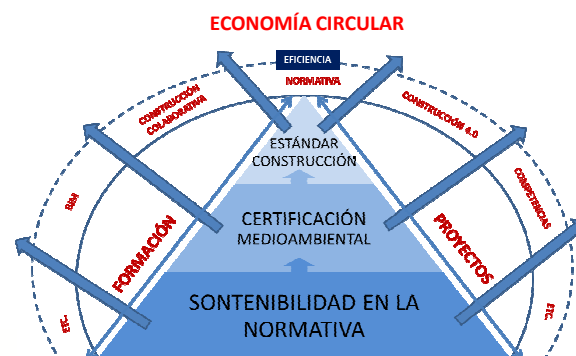 ECONOMÍA CIRCULAR
EFICIENCIA
NORMATIVA
CONSTRUCCIÓN
COLABORATIVA
CONSTRUCCIÓN 4.0
ESTÁNDAR
CONSTRUCCIÓN
BIM
COMPETENCIAS
FORMACIÓN
CERTIFICACIÓN
MEDIOAMBIENTAL
PROYECTOS
SONTENIBILIDAD EN LA
NORMATIVA
ETC.
ETC.